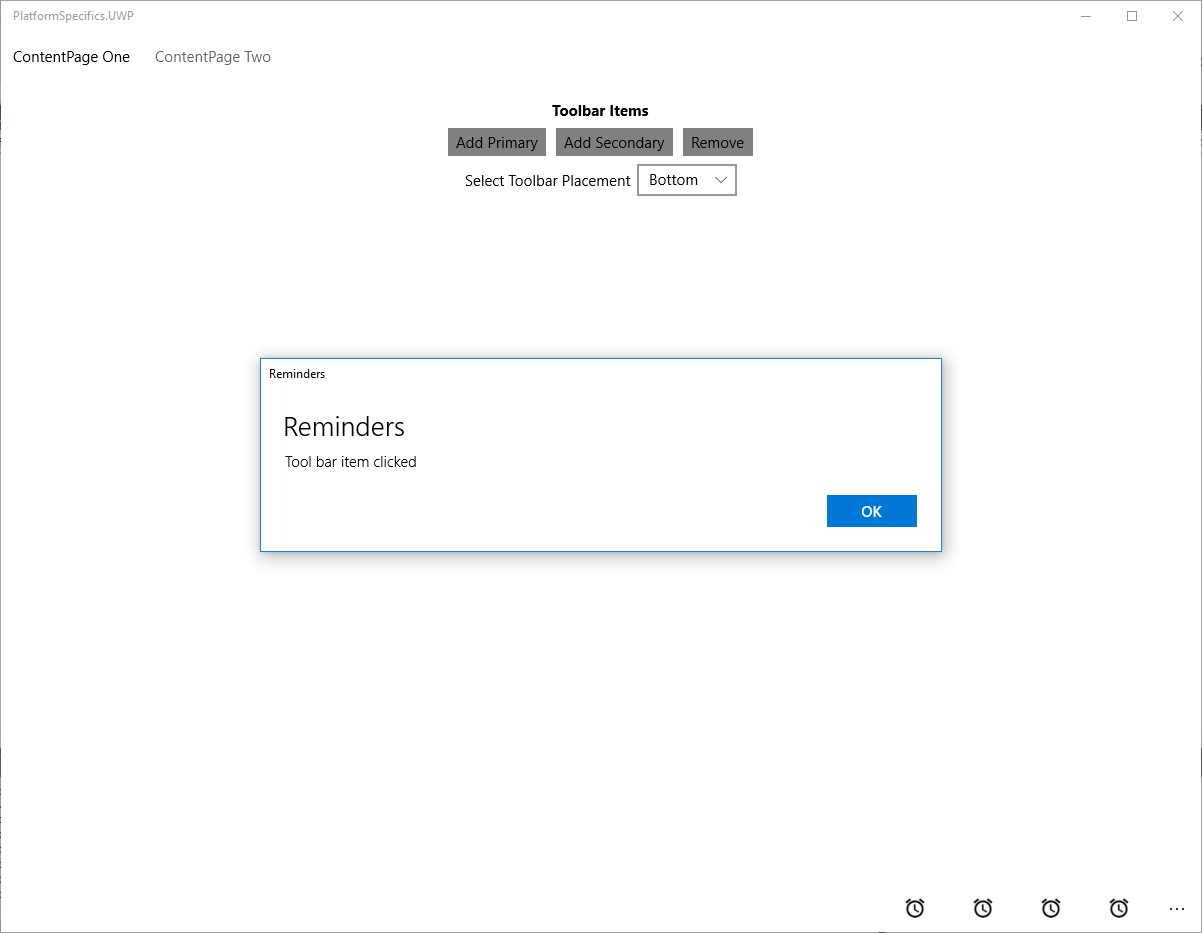 PlatformSpecifics.UWP
ContentPage One ContentPage Two
Toolbar Items
Add Primary Add Secondary Remove
Select Toolbar Placement Bottom
Reminders
Reminders
Tool bar item clicked
OK
...